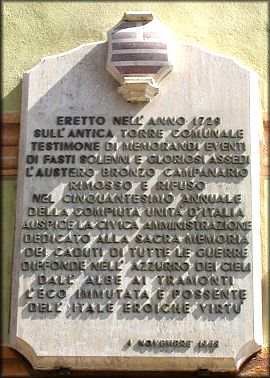 ERETTO NELL'ANNO 1729
SULL'ANTICA TORRE COMUNALE
TESTIMONE DI MEMORANDI EVENTI
DI FASTI SOLENNI E GLORIOSI ASSEDI
L'AUSTERO BRONZO CAMPANARIO
RIMOSSO E RIFUSO
NEL CINQUANTESIMO ANNUALE
DELLA COMPIUTA UNITÀ D'ITALIA
AUSPICE LA CIVICA AMMINISTRAZIONE
DEDICATO ALLA SACRA MEMORIA
DEI CADUTI DI TUTTE LE GUERRE
DIFFONDE NELL'AZZURRO DEI CIELI
DALL'ALBE AI TRAMONTI
L'ECO IMMUTATA E POSSENTE
DELL'ITALE EROICHE VIRTÙ
4 NOVEMBRE